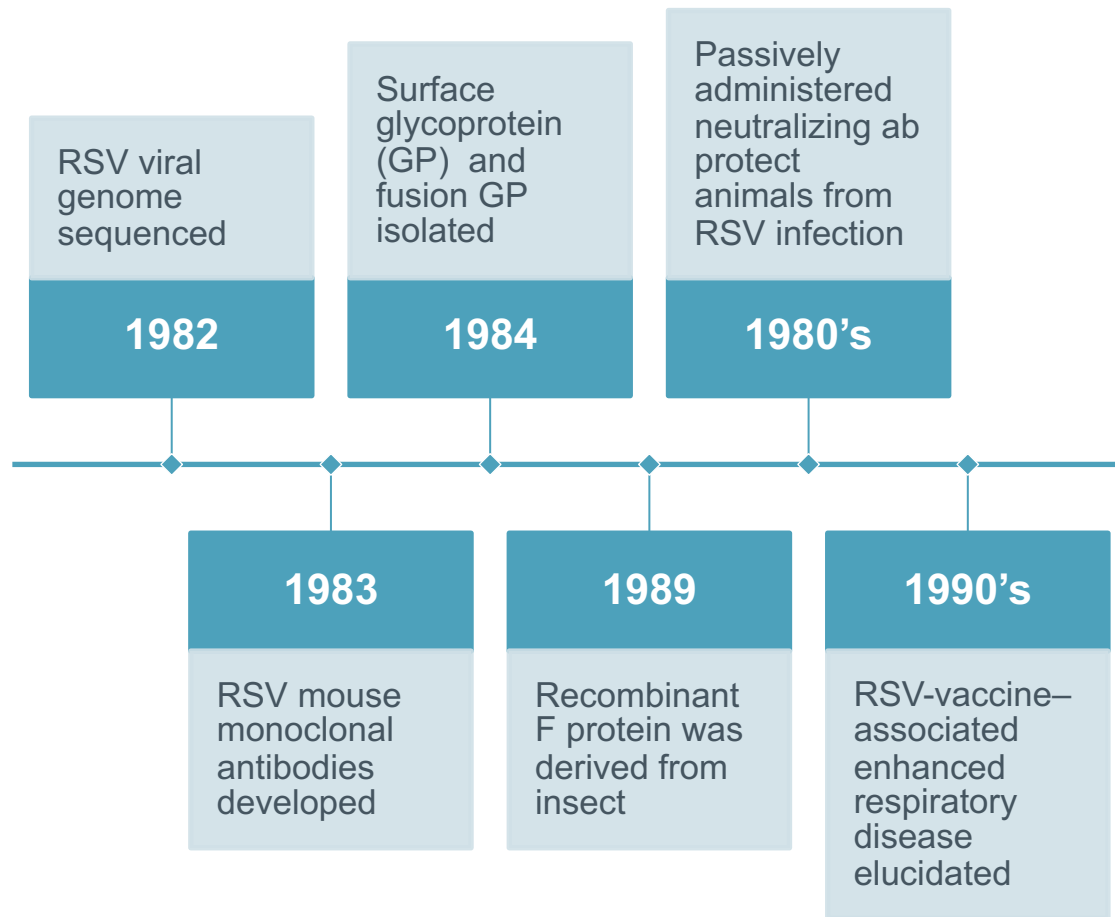 RSV viral
genome
sequenced
1982
RSV mouse
monoclonal
antibodies
developed
1983
Surface
glycoprotein
(GP)  and
fusion GP
isolated
1984
Recombinant
F protein was
derived from
insect
1989
Passively
administered
neutralizing ab
protect
animals from
RSV infection
1980’s
1990’s
RSV-vaccine–
associated
enhanced
respiratory
disease
elucidated